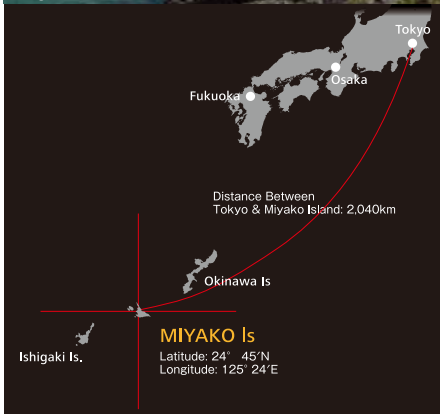 Tokyo
Osaka
Fukuoka
Distance Between
Tokyo & Miyako Island: 2,040km
Okinawa Is
MIYAKO Is
Latitude: 24° 45′N
Longitude: 125° 24′E
Ishigaki Is.